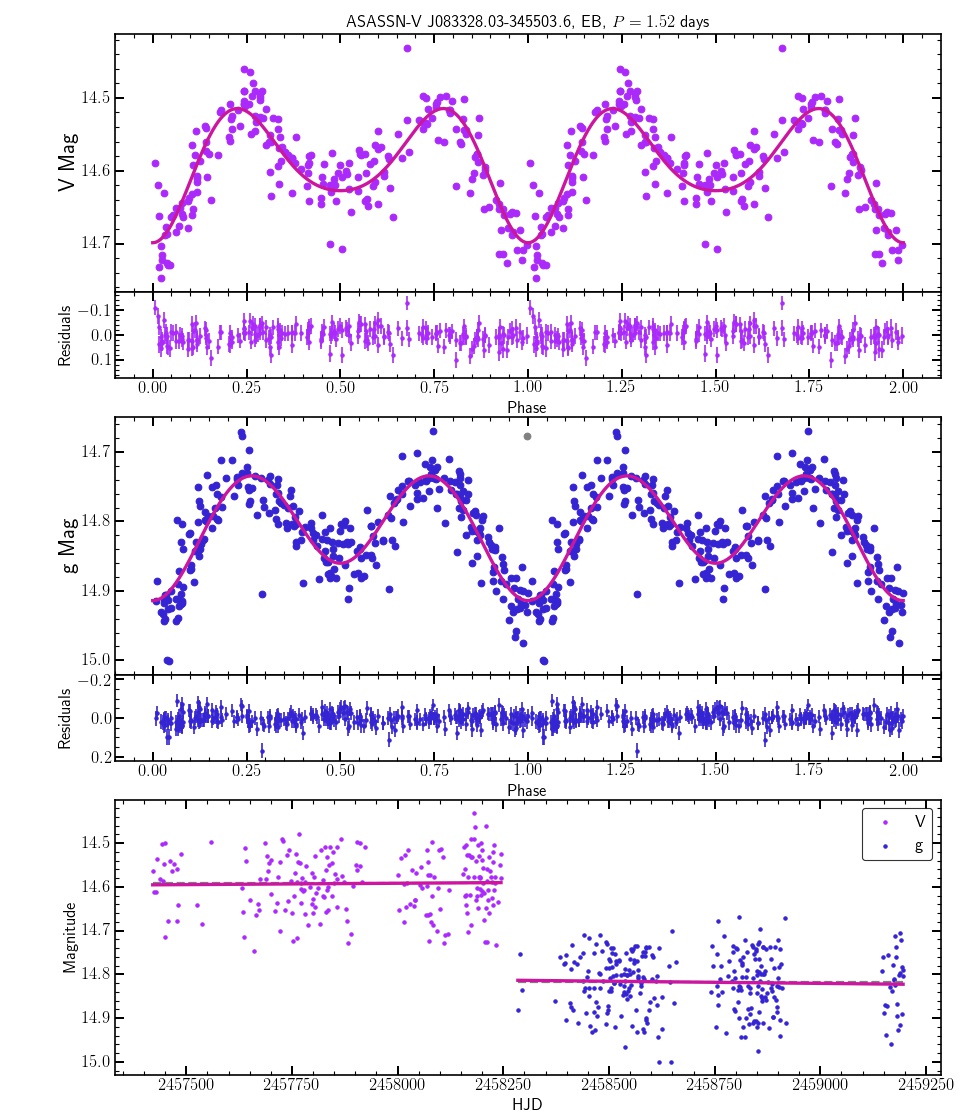 ASASSN-V J083328.03-345503.6, EB, P = 1.52 days
V Mag
14.5
14.6
14.7
Residuals
−0.1
0.0
0.1
0.00 0.25 0.50 0.75 1.00 1.25 1.50 1.75 2.00
Phase
g Mag
14.7
14.8
14.9
15.0
Residuals
−0.2
0.0
0.2
0.00 0.25 0.50 0.75 1.00 1.25 1.50 1.75 2.00
Phase
Magnitude
14.5
14.6
14.7
14.8
14.9
15.0
V
g
2457500 2457750 2458000 2458250 2458500 2458750 2459000 2459250
HJD